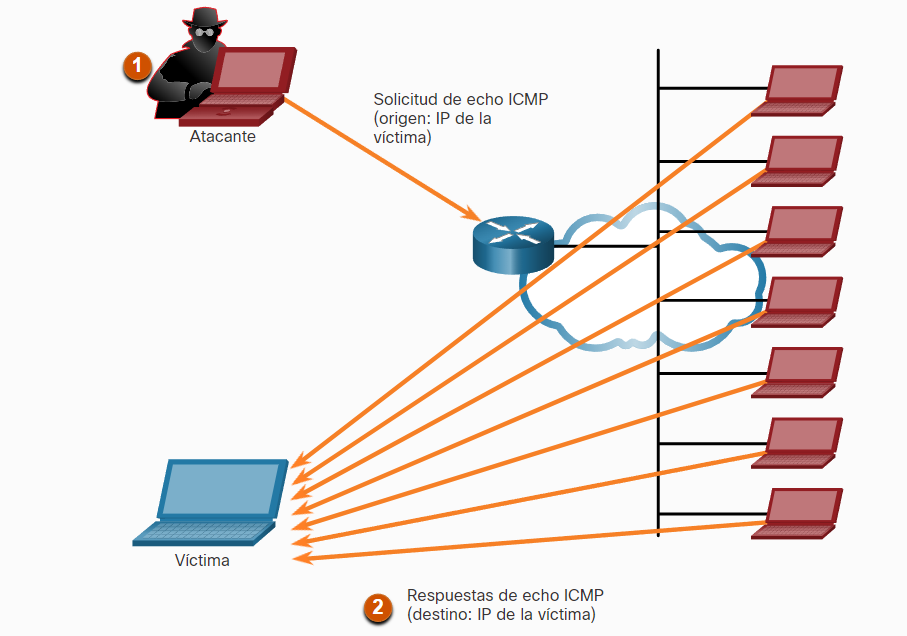 1
Atacante
Solicitud de echo ICMP
(origen: IP de la
víctima)
Víctima
2
Respuestas de echo ICMP
(destino: IP de la víctima)